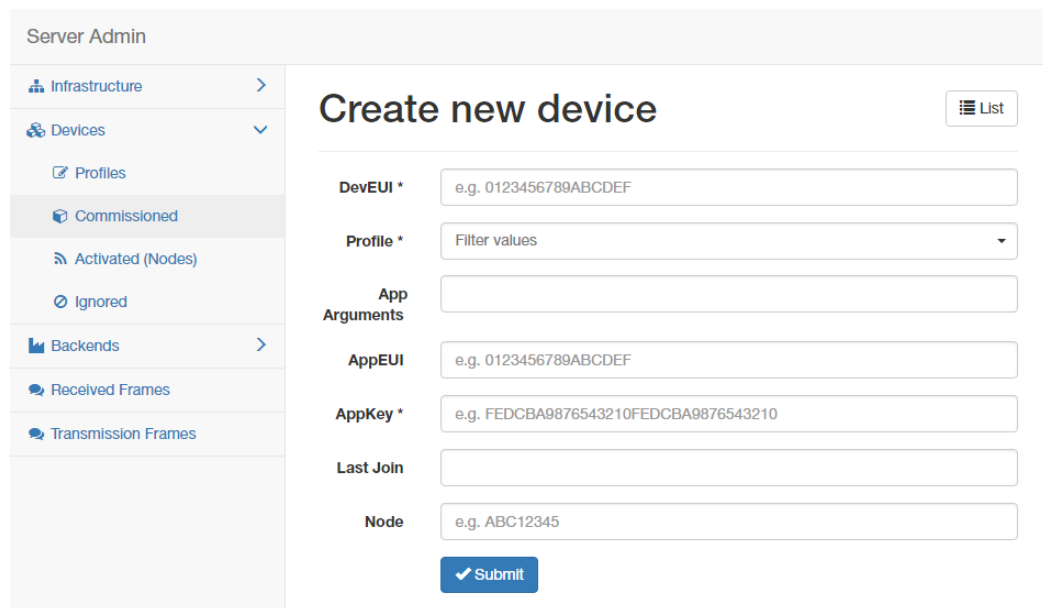 Server Admin
Infrastructure
Devices
Profiles
Commissioned
Activated (Nodes)
Ignored
Backends
Received Frames
Transmission Frames
Create new device
List
DevEUI *
e.g. 0123456789ABCDEF
Profile *
Filter values
App
Arguments
AppEUI
e.g. 0123456789ABCDEF
AppKey *
e.g. FEDCBA9876543210FEDCBA9876543210
Last Join
Node
e.g. ABC12345
Submit